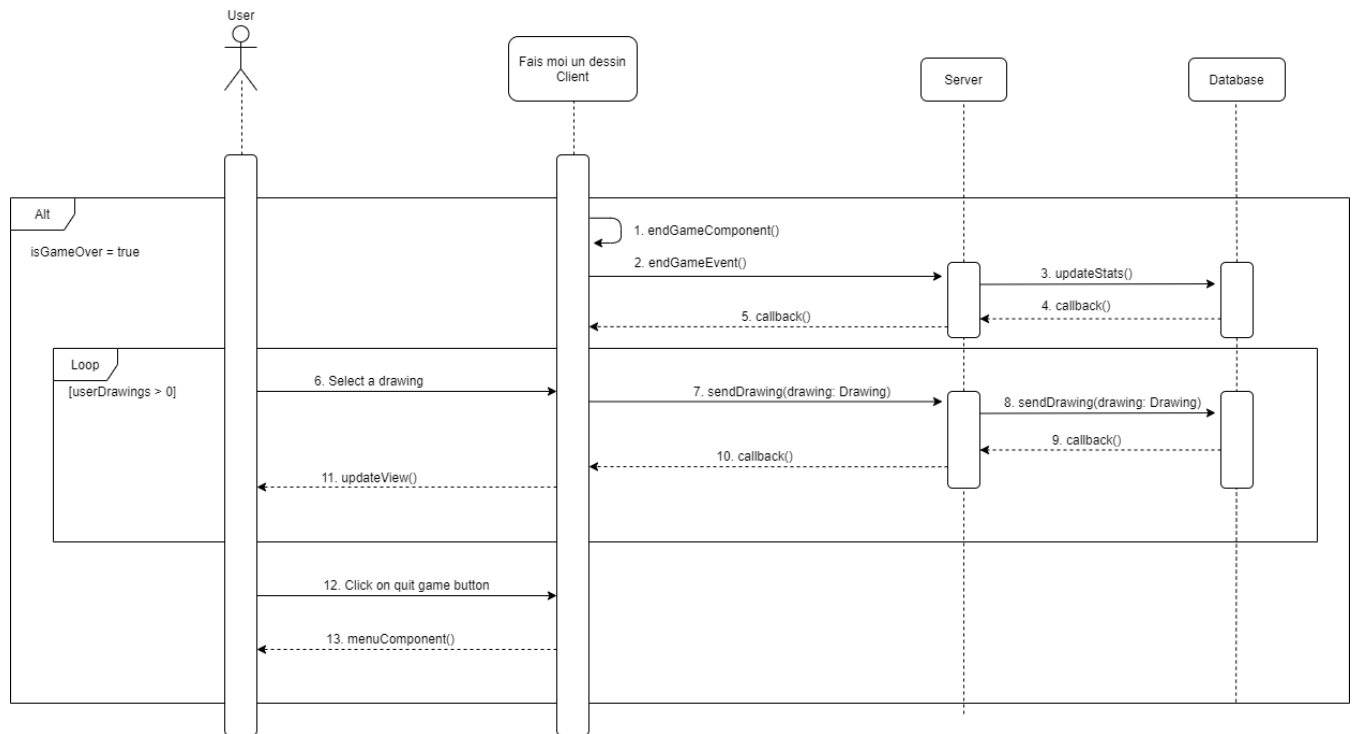 User
Fais moi un dessin
Client
Server
Database
Alt
isGameOver = true
1. endGameComponent()
2. endGameEvent()
3. updateStats()
4. callback()
5. callback()
Loop
[userDrawings > 0]
6. Select a drawing
7. sendDrawing(drawing: Drawing)
8. sendDrawing(drawing: Drawing)
9. callback()
10. callback()
11. updateView()
12. Click on quit game button
13. menuComponent()